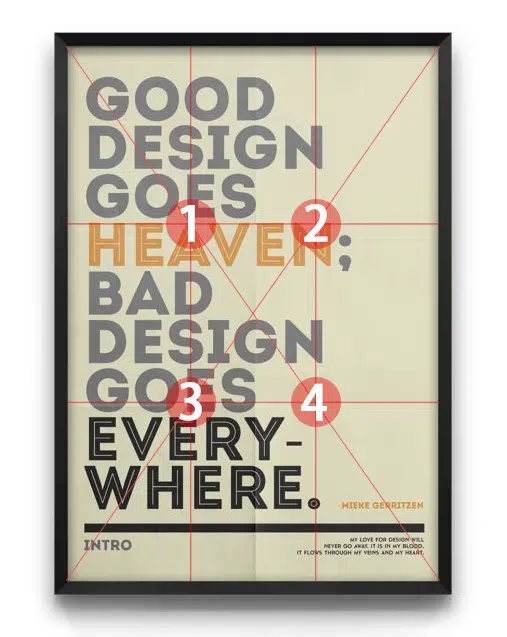 GOOD
DESIGN
GOES
1 2
HEAVEN;
BAD
DESIGN
GOES
3 4
EVERY-
WHERE.
-MIEKE GERRITZEN
INTRO
MY LOVE FOR DESIGN WILL
NEVER GO AWAY. IT IS IN MY BLOOD,
IT FLOWS THROUGH MY VEINS AND MY HEART.